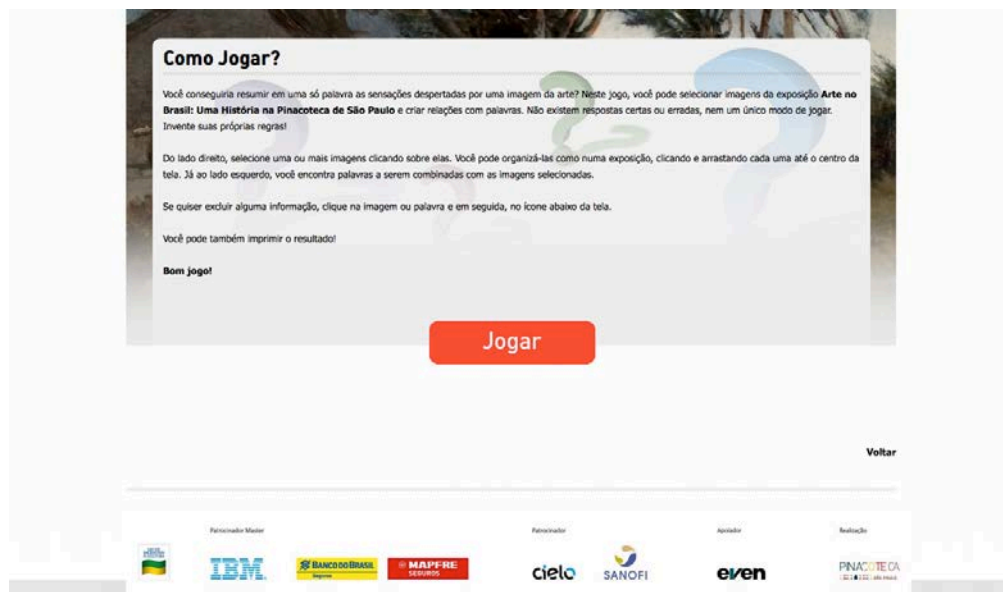 Como Jogar?
Você conseguiria resumir em uma só palavra as sensações despertadas por uma imagem da arte? Neste jogo, você pode selecionar imagens da exposição Arte no
Brasil: Uma História na Pinacoteca de São Paulo e criar relações com palavras. Não existem respostas certas ou erradas, nem um único modo de jogar.
Invente suas próprias regras!
Do lado direito, selecione uma ou mais imagens clicando sobre elas. Você pode organizá-las como numa exposição, clicando e arrastando cada uma até o centro da
tela. Já ao lado esquerdo, você encontra palavras a serem combinadas com as imagens selecionadas.
Se quiser excluir alguma informação, clique na imagem ou palavra e em seguida, no ícone abaixo da tela.
Você pode também imprimir o resultado!
Bom jogo!
Jogar
Voltar
Patrocinador Master
Patrocinador
Apoiador
Realização
IBM
BANCO DO BRASIL
Seguros
MAPFRE
SEGUROS
cielo
SANOFI
even
PINACOTECA
SÃO PAULO